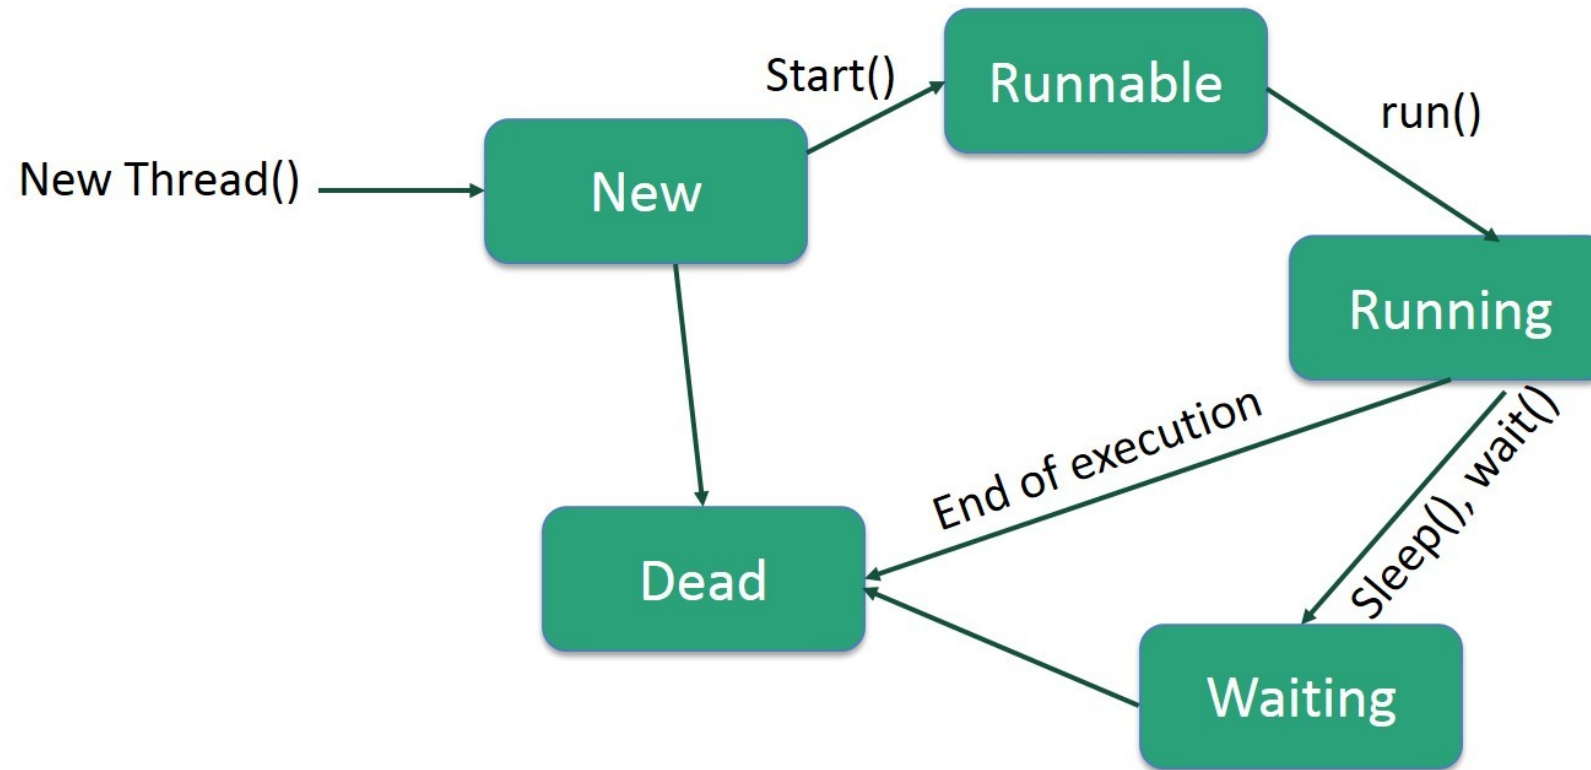 Start()
Runnable
run()
New Thread()
New
Running
End of execution
Sleep(), wait()
Dead
Waiting